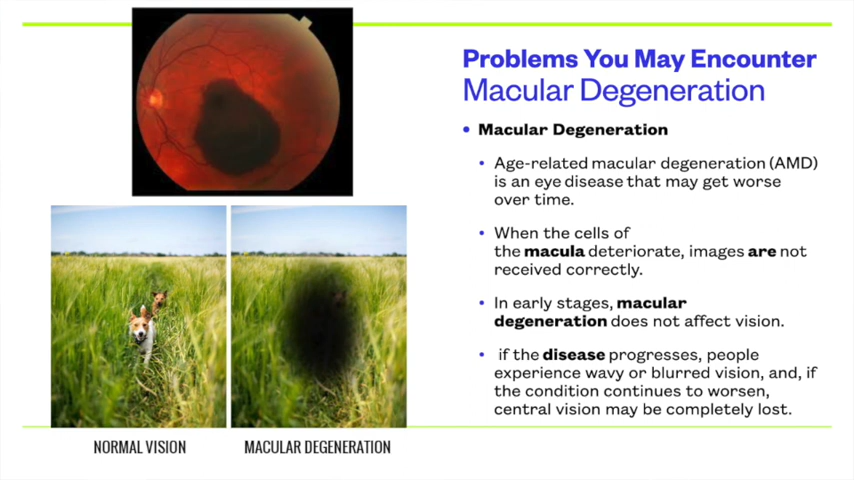 Problems You May Encounter
Macular Degeneration
• Macular Degeneration
• Age-related macular degeneration (AMD)
is an eye disease that may get worse
over time.
• When the cells of
the macula deteriorate, images are not
received correctly.
• In early stages, macular
degeneration does not affect vision.
• if the disease progresses, people
experience wavy or blurred vision, and, if
the condition continues to worsen,
central vision may be completely lost.
NORMAL VISION
MACULAR DEGENERATION